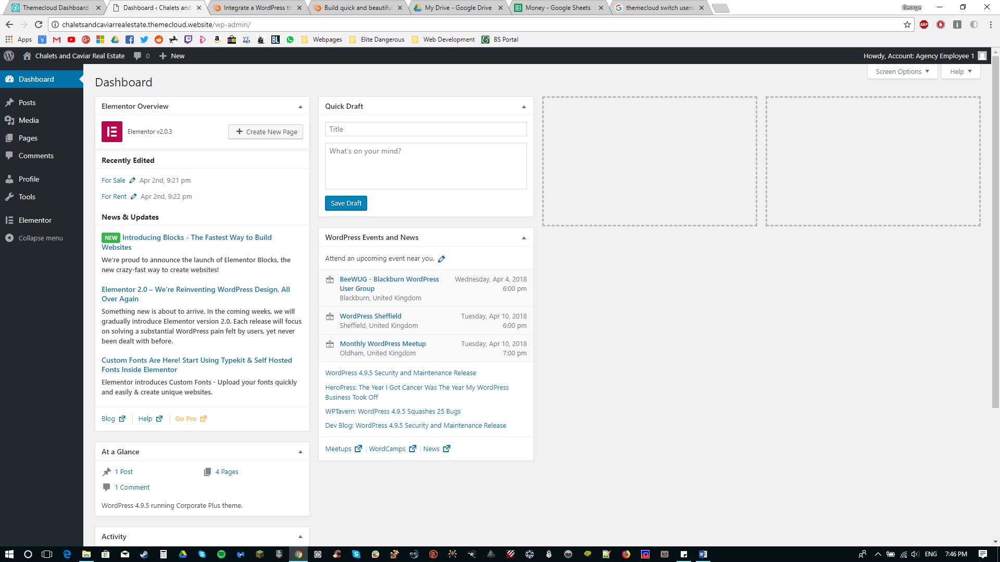 Themecloud Dashboard
Dashboard ‹ Chalets and
Integrate a WordPress th
Build quick and beautiful
My Drive - Google Drive
Money - Google Sheets
themecloud switch users
George
chaletsandcaviarrealestate.themecloud.website/wp-admin/
ABP
Apps
9
YT mp3
BL
Webpages
Elite Dangerous
Web Development
BS Portal
Chalets and Caviar Real Estate
0
New
Howdy, Account: Agency Employee 1
Dashboard
Posts
Media
Pages
Comments
Profile
Tools
Elementor
Collapse menu
Screen Options
Help
Dashboard
Elementor Overview
Elementor v2.0.3
Create New Page
Recently Edited
For Sale Apr 2nd, 9:21 pm
For Rent Apr 2nd, 9:22 pm
News & Updates
NEW Introducing Blocks - The Fastest Way to Build
Websites
We're proud to announce the launch of Elementor Blocks, the
new crazy-fast way to create websites!
Elementor 2.0 – We're Reinventing WordPress Design, All
Over Again
Something new is about to arrive. In the coming weeks, we will
gradually introduce Elementor version 2.0. Each release will focus
on solving a substantial WordPress pain felt by users, yet never
been dealt with before.
Custom Fonts Are Here! Start Using Typekit & Self Hosted
Fonts Inside Elementor
Elementor introduces Custom Fonts - Upload your fonts quickly
and easily & create unique websites.
Blog Help Go Pro
At a Glance
1 Post 4 Pages
1 Comment
WordPress 4.9.5 running Corporate Plus theme.
Activity
Quick Draft
Title
What's on your mind?
Save Draft
WordPress Events and News
Attend an upcoming event near you.
BeeWUG - Blackburn WordPress Wednesday, Apr 4, 2018
User Group 6:00 pm
Blackburn, United Kingdom
WordPress Sheffield Tuesday, Apr 10, 2018
Sheffield, United Kingdom 6:00 pm
Monthly WordPress Meetup Tuesday, Apr 10, 2018
Oldham, United Kingdom 7:00 pm
WordPress 4.9.5 Security and Maintenance Release
HeroPress: The Year I Got Cancer Was The Year My WordPress
Business Took Off
WPTavern: WordPress 4.9.5 Squashes 25 Bugs
Dev Blog: WordPress 4.9.5 Security and Maintenance Release
Meetups | WordCamps | News
ENG
7:46 PM